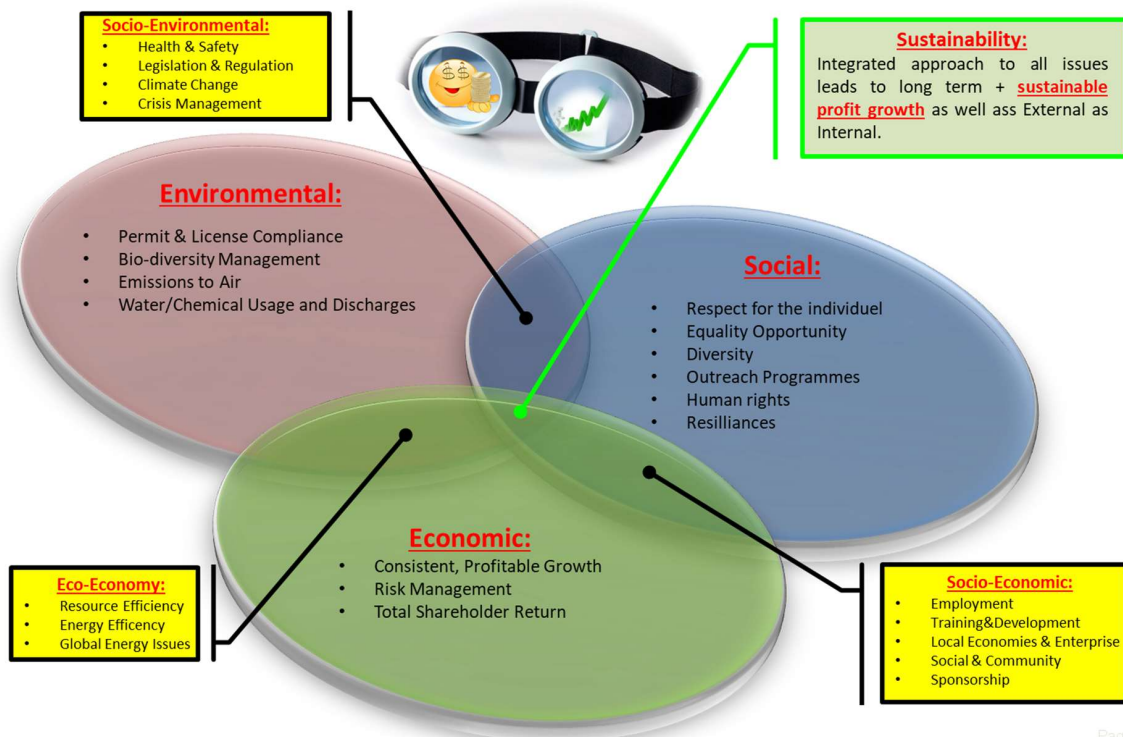 Socio-Environmental:
• Health & Safety
• Legislation & Regulation
• Climate Change
• Crisis Management
Sustainability:
Integrated approach to all issues
leads to long term + sustainable
profit growth as well ass External as
Internal.
Environmental:
• Permit & License Compliance
• Bio-diversity Management
• Emissions to Air
• Water/Chemical Usage and Discharges
Social:
• Respect for the individuel
• Equality Opportunity
• Diversity
• Outreach Programmes
• Human rights
• Resilliances
Economic:
• Consistent, Profitable Growth
• Risk Management
• Total Shareholder Return
Eco-Economy:
• Resource Efficiency
• Energy Efficency
• Global Energy Issues
Socio-Economic:
• Employment
• Training&Development
• Local Economies & Enterprise
• Social & Community
• Sponsorship